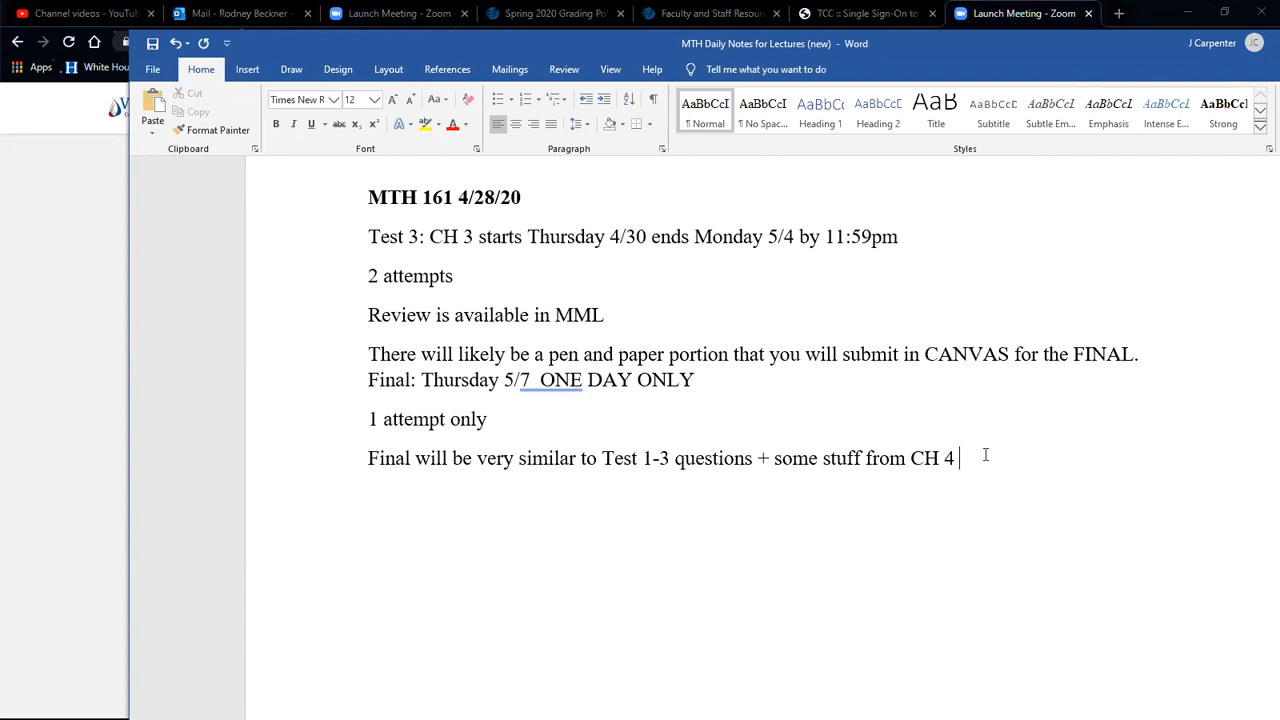 Channel videos - YouTub
Mail - Rodney Beckner -
Launch Meeting - Zoom
Spring 2020 Grading Po
Faculty and Staff Resour
TCC :: Single Sign-On to
Launch Meeting - Zoom
Apps
White Hou
MTH Daily Notes for Lectures (new) - Word
J Carpenter
JC
File Home Insert Draw Design Layout References Mailings Review View Help Tell me what you want to do
Paste
Cut
Copy
Format Painter
Clipboard
Times New R 12
Font
Paragraph
AaBbCcI AaBbCcI AaBbC AaBbCcI AaB AaBbCcD AaBbCcI AaBbCcI AaBbCcI AaBbCcl
¶ Normal ¶ No Spac... Heading 1 Heading 2 Title Subtitle Subtle Em... Emphasis Intense E... Strong
Styles
MTH 161 4/28/20
Test 3: CH 3 starts Thursday 4/30 ends Monday 5/4 by 11:59pm
2 attempts
Review is available in MML
There will likely be a pen and paper portion that you will submit in CANVAS for the FINAL.
Final: Thursday 5/7  ONE DAY ONLY
1 attempt only
Final will be very similar to Test 1-3 questions + some stuff from CH 4